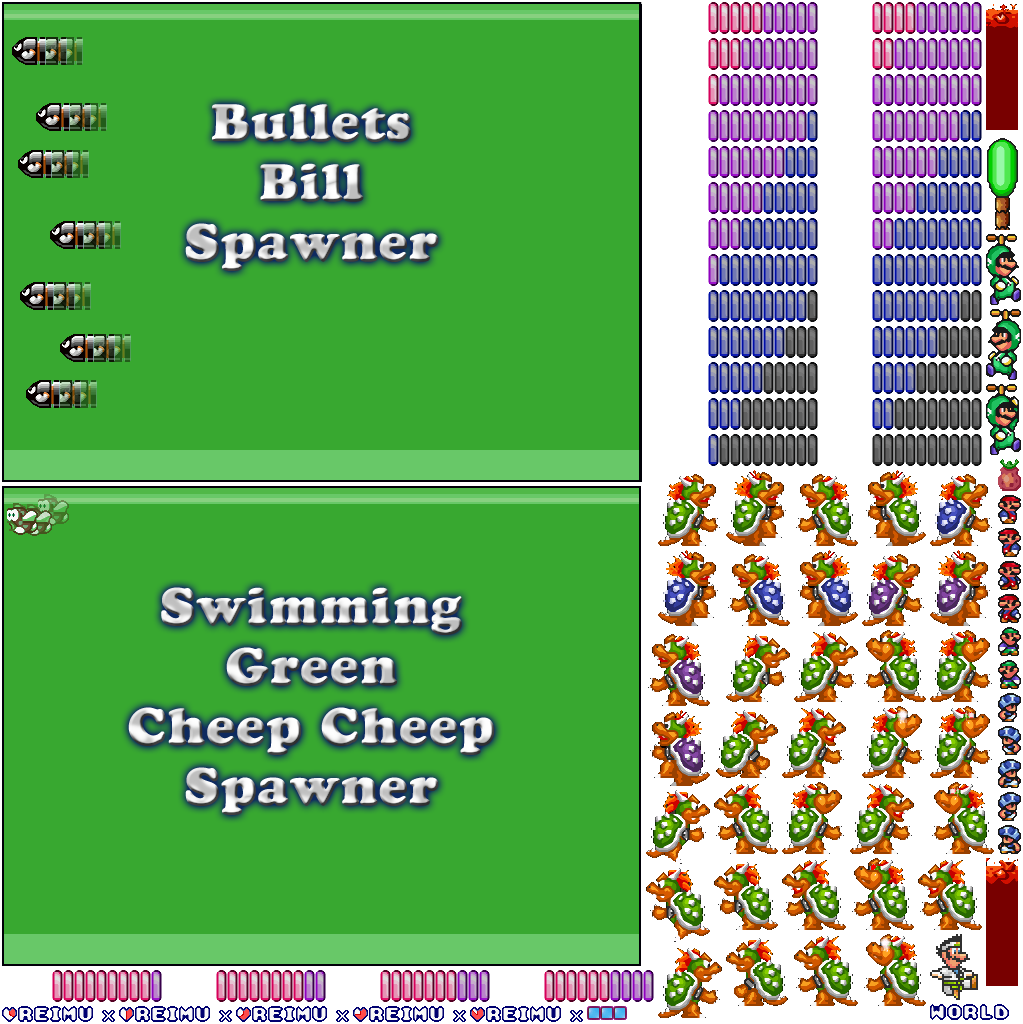 Bullets
Bill
Spawner
Swimming
Green
Cheep Cheep
Spawner
REIMU x REIMU x REIMU x REIMU x REIMU x
WORLD